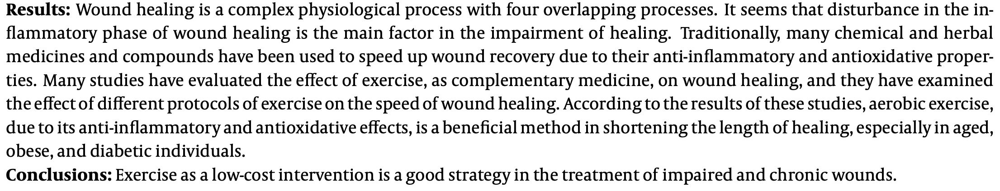 Results: Wound healing is a complex physiological process with four overlapping processes. It seems that disturbance in the in-
flammatory phase of wound healing is the main factor in the impairment of healing. Traditionally, many chemical and herbal
medicines and compounds have been used to speed up wound recovery due to their anti-inflammatory and antioxidative proper-
ties. Many studies have evaluated the effect of exercise, as complementary medicine, on wound healing, and they have examined
the effect of different protocols of exercise on the speed of wound healing. According to the results of these studies, aerobic exercise,
due to its anti-inflammatory and antioxidative effects, is a beneficial method in shortening the length of healing, especially in aged,
obese, and diabetic individuals.
Conclusions: Exercise as a low-cost intervention is a good strategy in the treatment of impaired and chronic wounds.